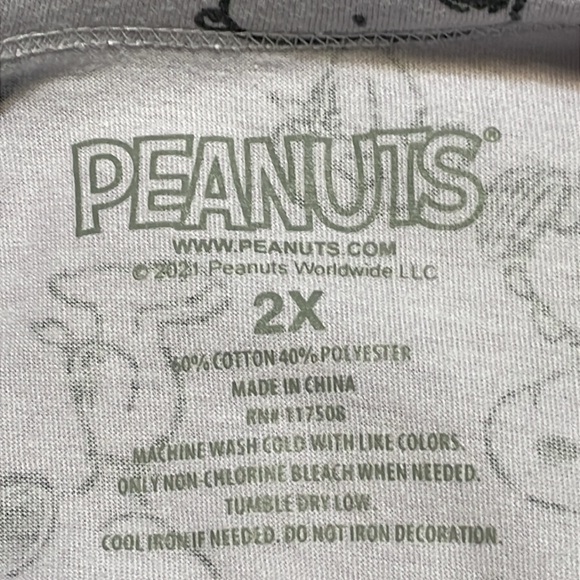 PEANUTS®
WWW.PEANUTS.COM
© 2021 Peanuts Worldwide LLC
2X
60% COTTON 40% POLYESTER
MADE IN CHINA
RN# 117508
MACHINE WASH COLD WITH LIKE COLORS.
ONLY NON-CHLORINE BLEACH WHEN NEEDED.
TUMBLE DRY LOW.
COOL IRON IF NEEDED. DO NOT IRON DECORATION.